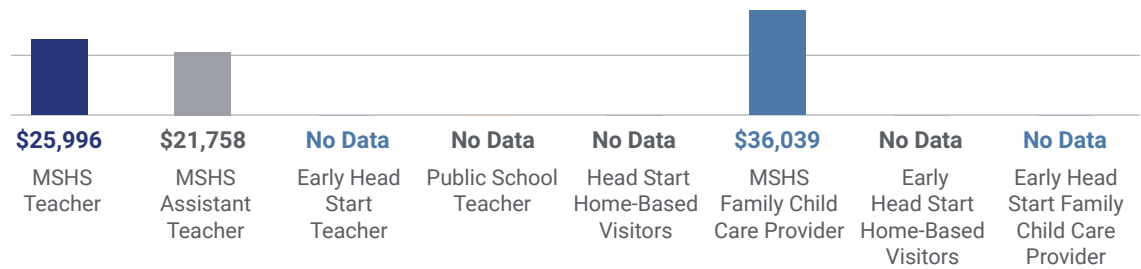 $25,996 $21,758 No Data No Data No Data $36,039 No Data No Data
MSHS
Teacher
MSHS
Assistant
Teacher
Early Head
Start
Teacher
Public School
Teacher
Head Start
Home-Based
Visitors
MSHS
Family Child
Care Provider
Early
Head Start
Home-Based
Visitors
Early Head
Start Family
Child Care
Provider